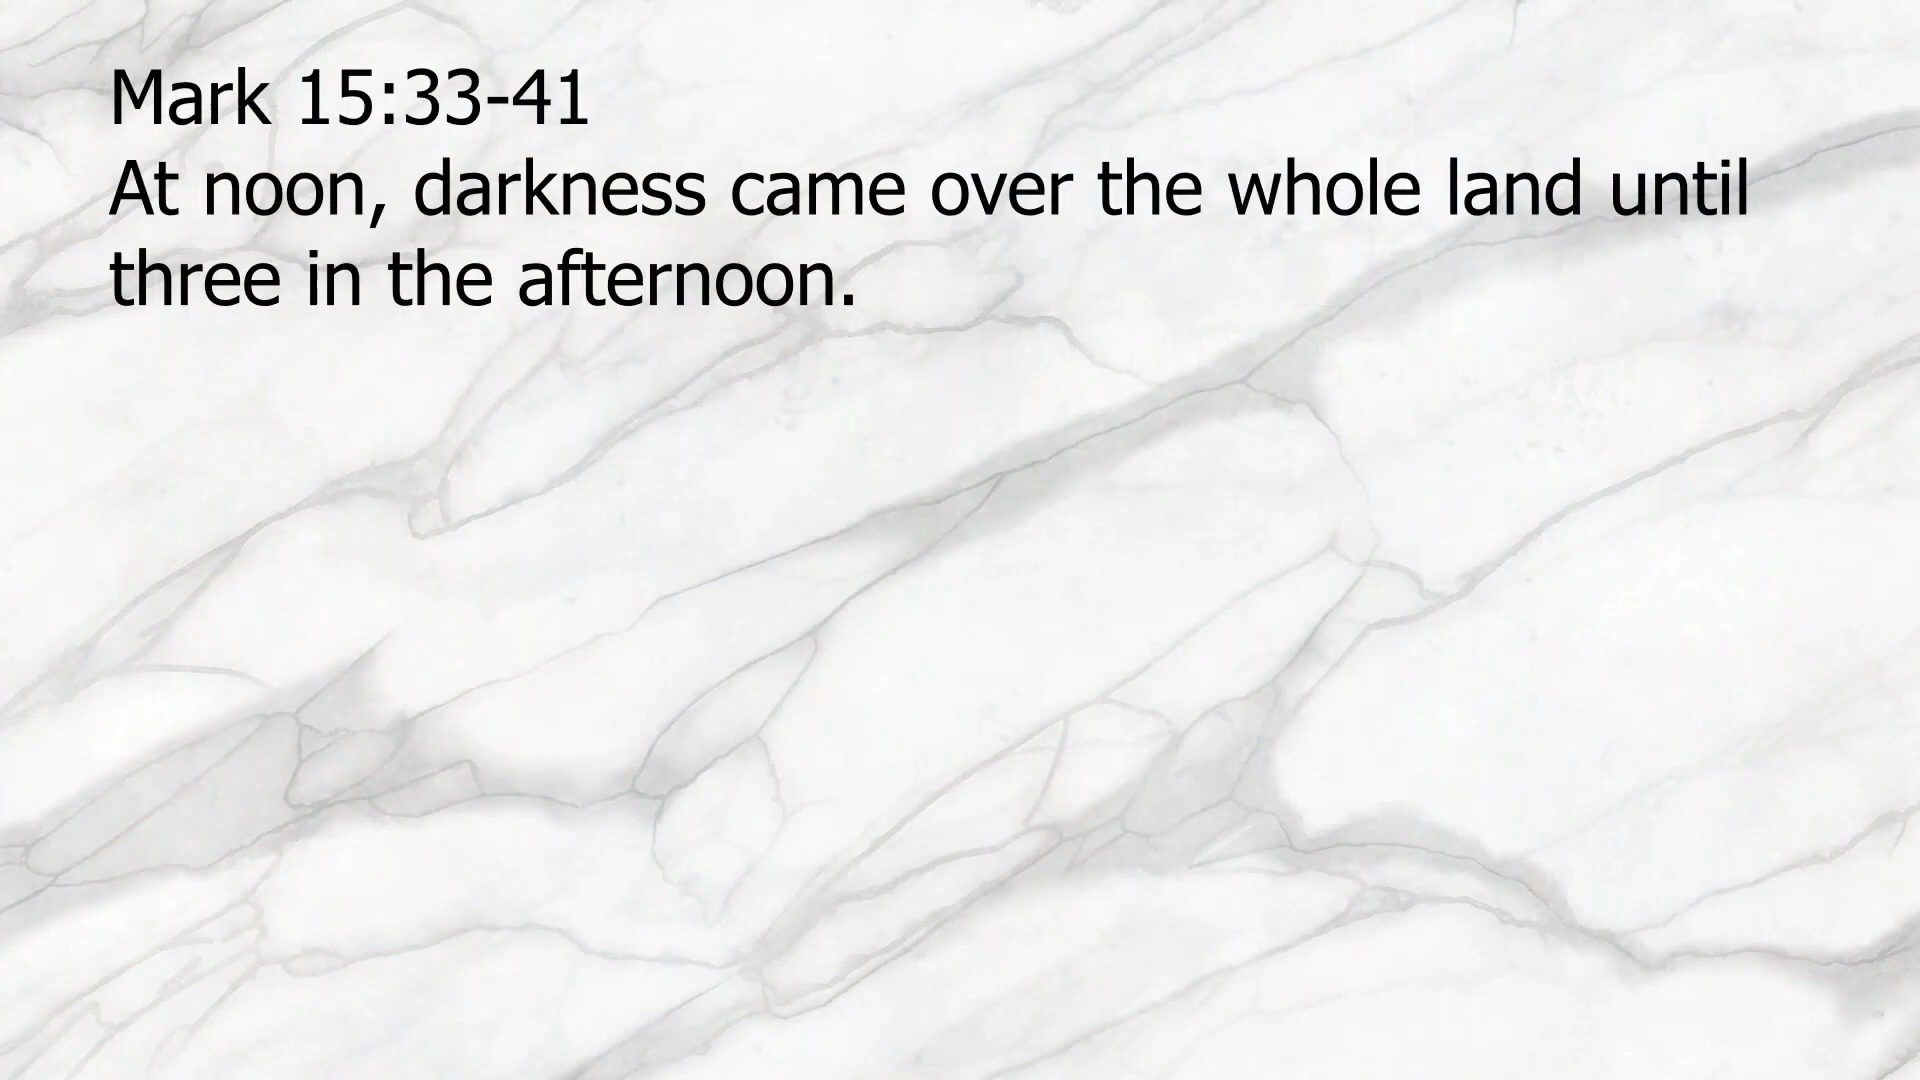 Mark 15:33-41
At noon, darkness came over the whole land until
three in the afternoon.